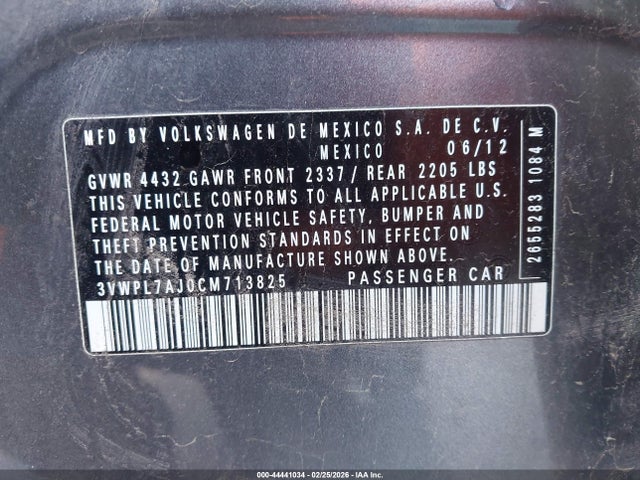 MFD BY VOLKSWAGEN DE MEXICO S.A. DE C.V.
MEXICO 06/12
GVWR 4432 GAWR FRONT 2337 / REAR 2205 LBS
THIS VEHICLE CONFORMS TO ALL APPLICABLE U.S.
FEDERAL MOTOR VEHICLE SAFETY, BUMPER AND
THEFT PREVENTION STANDARDS IN EFFECT ON
THE DATE OF MANUFACTURE SHOWN ABOVE.
3VWPL7AJ0CM713825 PASSENGER CAR
2655283 1084 M
000-44441034 - 02/25/2026 - IAArril.com